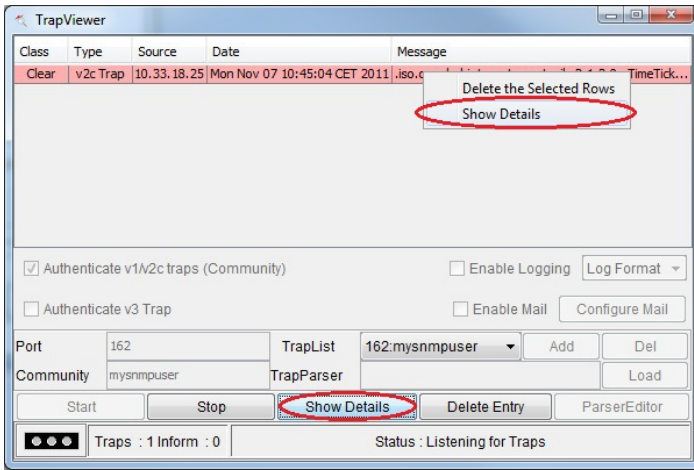 TrapViewer
Class Type Source Date Message
Clear v2c Trap 10.33.18.25 Mon Nov 07 10:45:04 CET 2011 .iso. TimeTick...
Delete the Selected Rows
Show Details
Authenticate v1/v2c traps (Community) Enable Logging Log Format
Authenticate v3 Trap Enable Mail Configure Mail
Port 162 TrapList 162:mysnmpuser Add Del
Community mysnmpuser TrapParser Load
Start Stop Show Details Delete Entry ParserEditor
Traps : 1 Inform : 0 Status : Listening for Traps